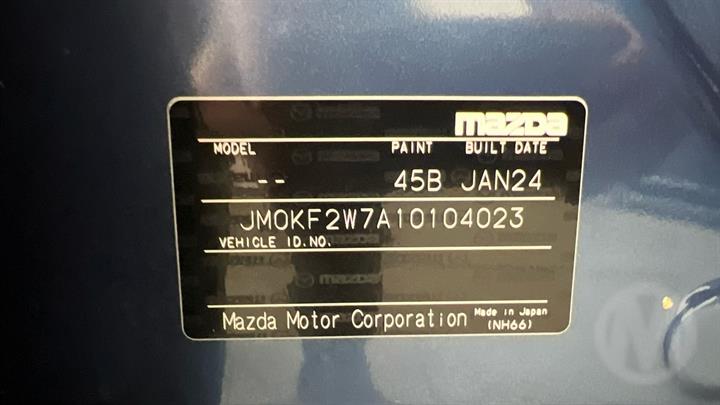 mazda
MODEL PAINT BUILT DATE
-- 45B JAN24
JM0KF2W7A10104023
VEHICLE ID.NO.
Mazda Motor Corporation Made in Japan
(NH66)